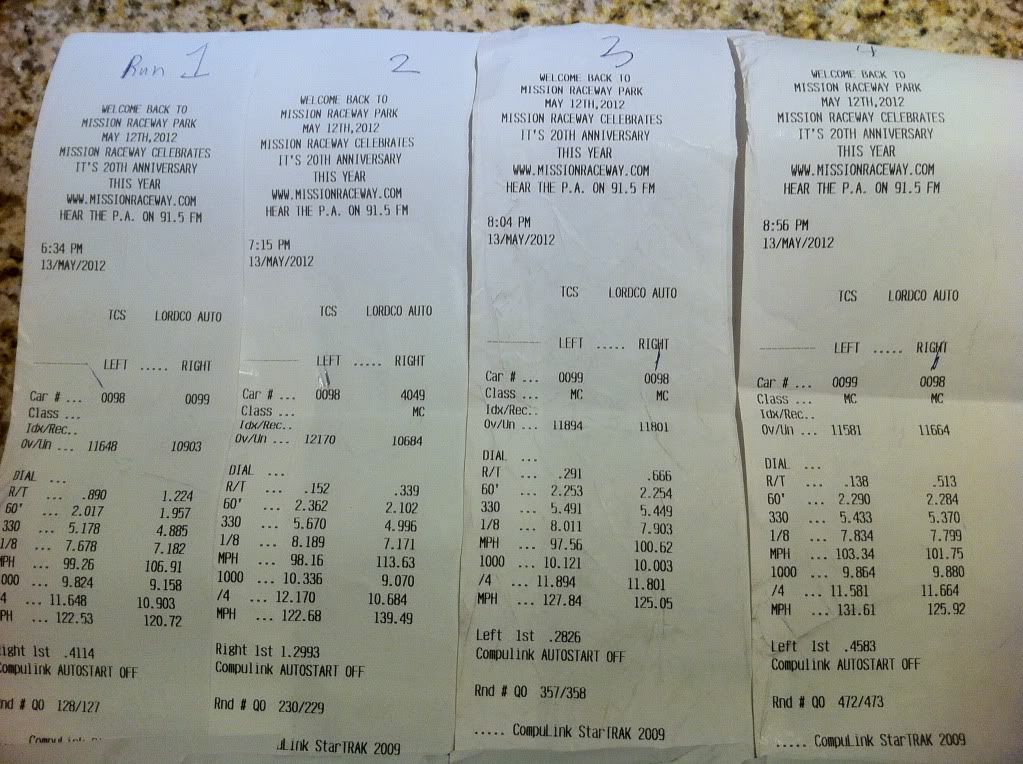 Run 1
WELCOME BACK TO
MISSION RACEWAY PARK
MAY 12TH,2012
MISSION RACEWAY CELEBRATES
IT'S 20TH ANNIVERSARY
THIS YEAR
WWW.MISSIONRACEWAY.COM
HEAR THE P.A. ON 91.5 FM
6:34 PM
13/MAY/2012
TCS LORDCO AUTO
LEFT ..... RIGHT
Car # ... 0098 0099
Class ...
Idx/Rec..
Ov/Un ... 11648 10903
DIAL ...
R/T ... .890 1.224
60' ... 2.017 1.957
330 ... 5.178 4.885
1/8 ... 7.678 7.182
MPH ... 99.26 106.91
000 ... 9.824 9.158
/4 ... 11.648 10.903
PH ... 122.53 120.72
ight 1st .4114
CompuLink AUTOSTART OFF
nd # QO 128/127
2
WELCOME BACK TO
MISSION RACEWAY PARK
MAY 12TH,2012
MISSION RACEWAY CELEBRATES
IT'S 20TH ANNIVERSARY
THIS YEAR
WWW.MISSIONRACEWAY.COM
HEAR THE P.A. ON 91.5 FM
7:15 PM
13/MAY/2012
TCS LORDCO AUTO
LEFT ..... RIGHT
Car # ... 0098 4049
Class ... MC
Idx/Rec..
Ov/Un ... 12170 10684
DIAL ...
R/T ... .152 .339
60' ... 2.362 2.102
330 ... 5.670 4.996
1/8 ... 8.189 7.171
MPH ... 98.16 113.63
1000 ... 10.336 9.070
/4 ... 12.170 10.684
MPH ... 122.68 139.49
Right 1st 1.2993
CompuLink AUTOSTART OFF
Rnd # QO 230/229
uLink StarTRAK 2009
3
WELCOME BACK TO
MISSION RACEWAY PARK
MAY 12TH,2012
MISSION RACEWAY CELEBRATES
IT'S 20TH ANNIVERSARY
THIS YEAR
WWW.MISSIONRACEWAY.COM
HEAR THE P.A. ON 91.5 FM
8:04 PM
13/MAY/2012
TCS LORDCO AUTO
LEFT ..... RIGHT
Car # ... 0099 0098
Class ... MC MC
Idx/Rec..
Ov/Un ... 11894 11801
DIAL ...
R/T ... .291 .666
60' ... 2.253 2.254
330 ... 5.491 5.449
1/8 ... 8.011 7.903
MPH ... 97.56 100.62
1000 ... 10.121 10.003
/4 ... 11.894 11.801
MPH ... 127.84 125.05
Left 1st .2826
CompuLink AUTOSTART OFF
Rnd # QO 357/358
..... CompuLink StarTRAK 2009
4
WELCOME BACK TO
MISSION RACEWAY PARK
MAY 12TH,2012
MISSION RACEWAY CELEBRATES
IT'S 20TH ANNIVERSARY
THIS YEAR
WWW.MISSIONRACEWAY.COM
HEAR THE P.A. ON 91.5 FM
8:56 PM
13/MAY/2012
TCS LORDCO AUTO
LEFT ..... RIGHT
Car # ... 0099 0098
Class ... MC MC
Idx/Rec..
Ov/Un ... 11581 11664
DIAL ...
R/T ... .138 .513
60' ... 2.290 2.284
330 ... 5.433 5.370
1/8 ... 7.834 7.799
MPH ... 103.34 101.75
1000 ... 9.864 9.880
/4 ... 11.581 11.664
MPH ... 131.61 125.92
Left 1st .4583
CompuLink AUTOSTART OFF
Rnd # QO 472/473
..... CompuLink StarTRAK 2009